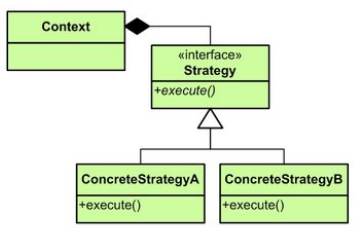 Context
«interface»
Strategy
+execute()
ConcreteStrategyA
+execute()
ConcreteStrategyB
+execute()